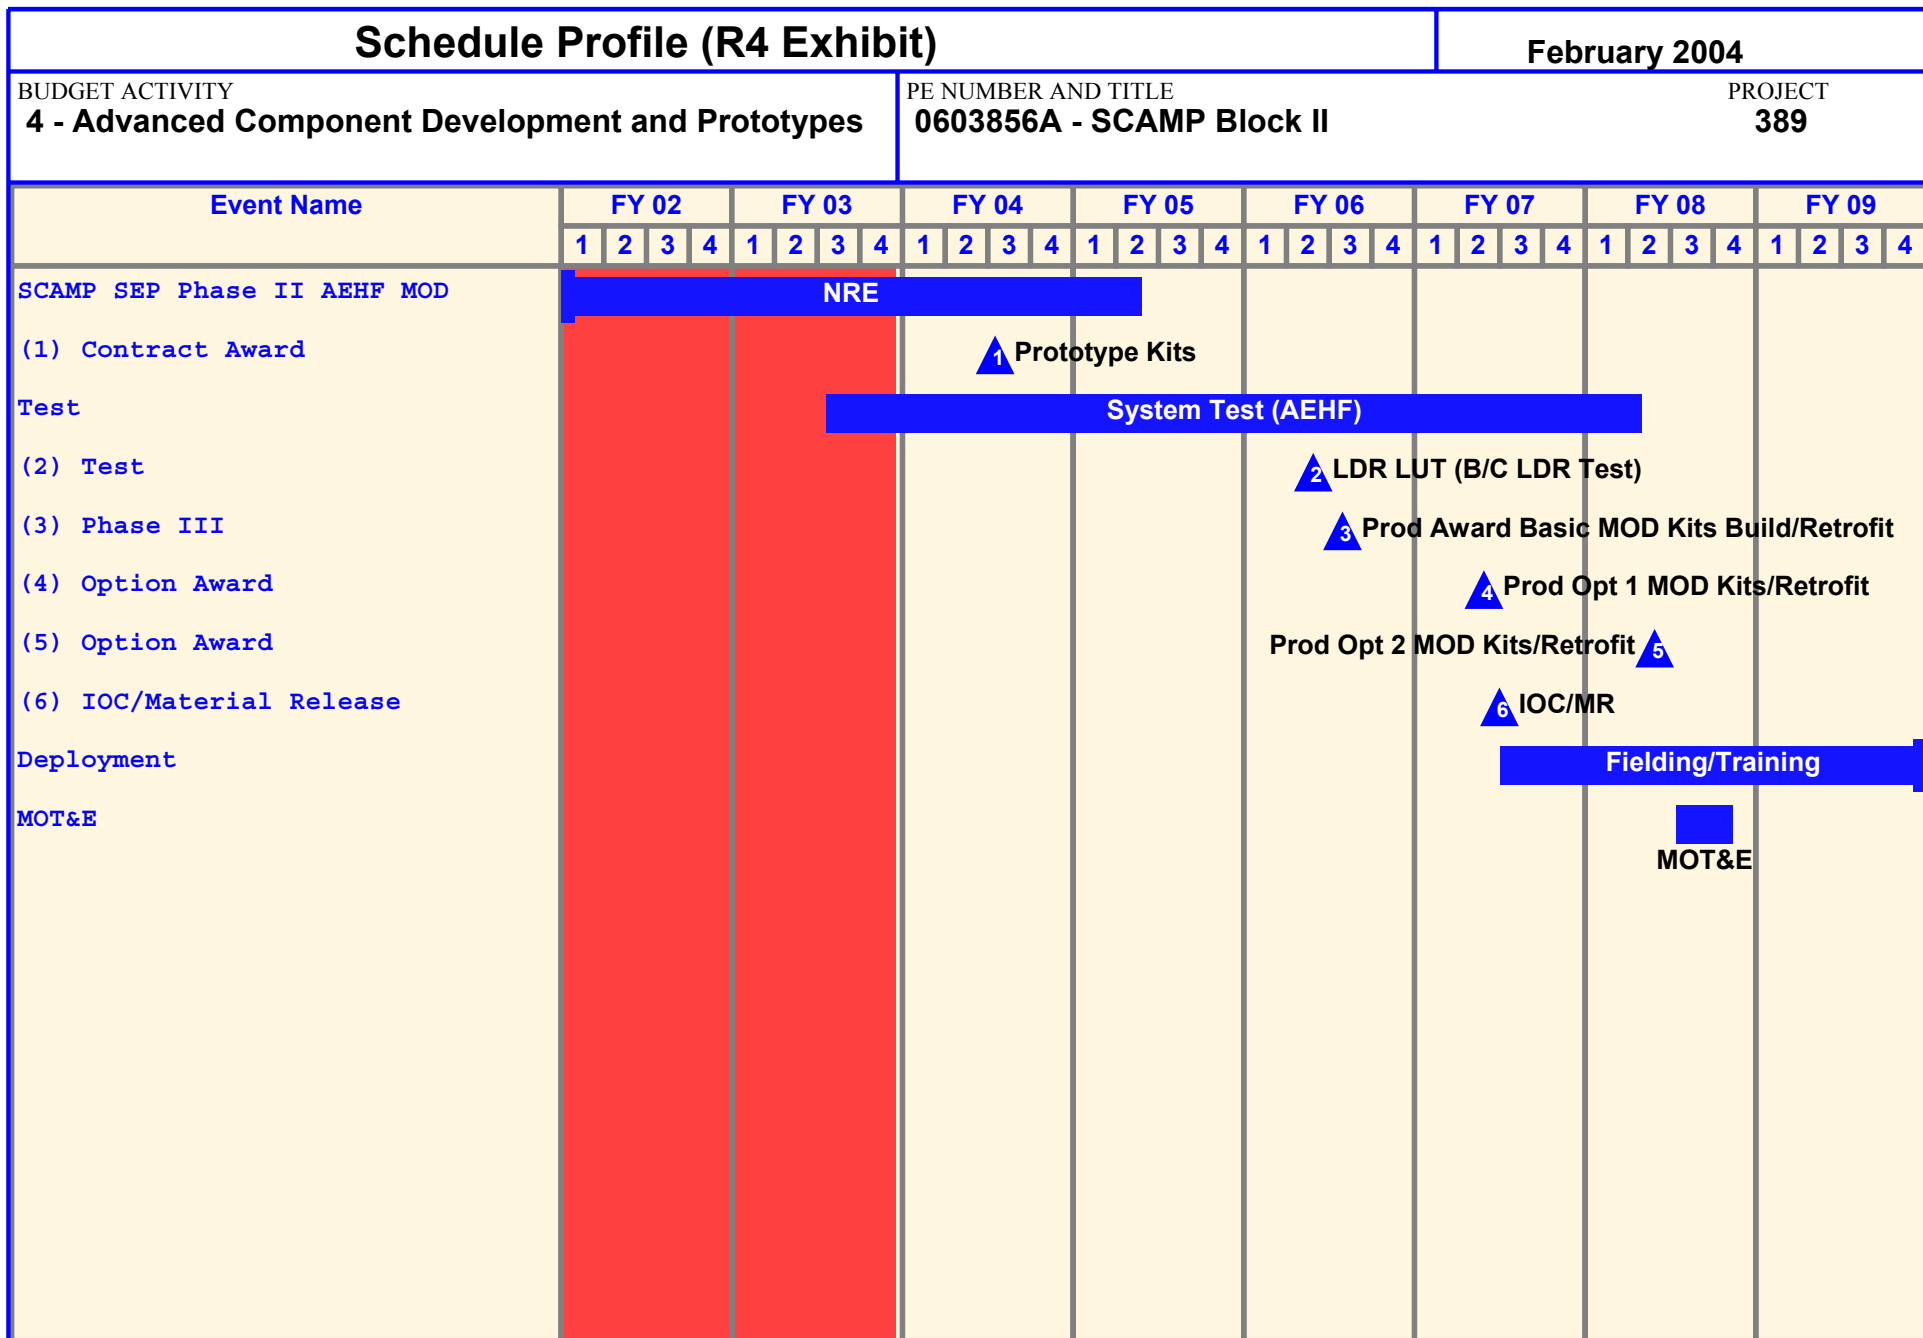 Schedule Profile (R4 Exhibit)
February 2004
BUDGET ACTIVITY
4 - Advanced Component Development and Prototypes
PE NUMBER AND TITLE
0603856A - SCAMP Block II
PROJECT
389
Event Name FY 02 FY 03 FY 04 FY 05 FY 06 FY 07 FY 08 FY 09
1 2 3 4 1 2 3 4 1 2 3 4 1 2 3 4 1 2 3 4 1 2 3 4 1 2 3 4 1 2 3 4
SCAMP SEP Phase II AEHF MOD NRE
(1) Contract Award 1 Prototype Kits
Test System Test (AEHF)
(2) Test 2 LDR LUT (B/C LDR Test)
(3) Phase III 3 Prod Award Basic MOD Kits Build/Retrofit
(4) Option Award 4 Prod Opt 1 MOD Kits/Retrofit
(5) Option Award Prod Opt 2 MOD Kits/Retrofit 5
(6) IOC/Material Release 6 IOC/MR
Deployment Fielding/Training
MOT&E
MOT&E